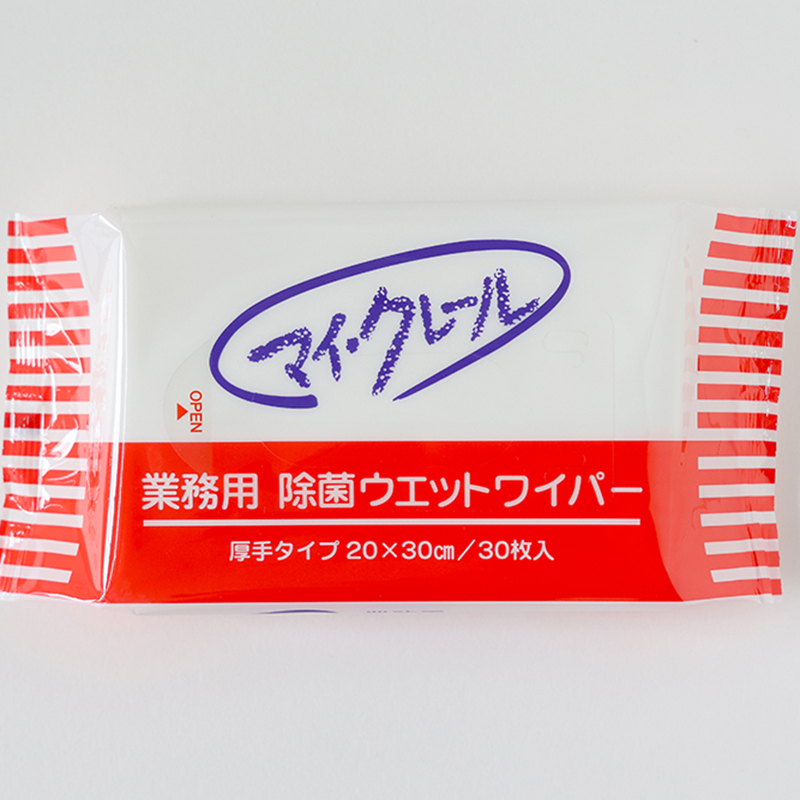 マイ・クレール
OPEN
業務用 除菌ウエットワイパー
厚手タイプ 20×30㎝／30枚入